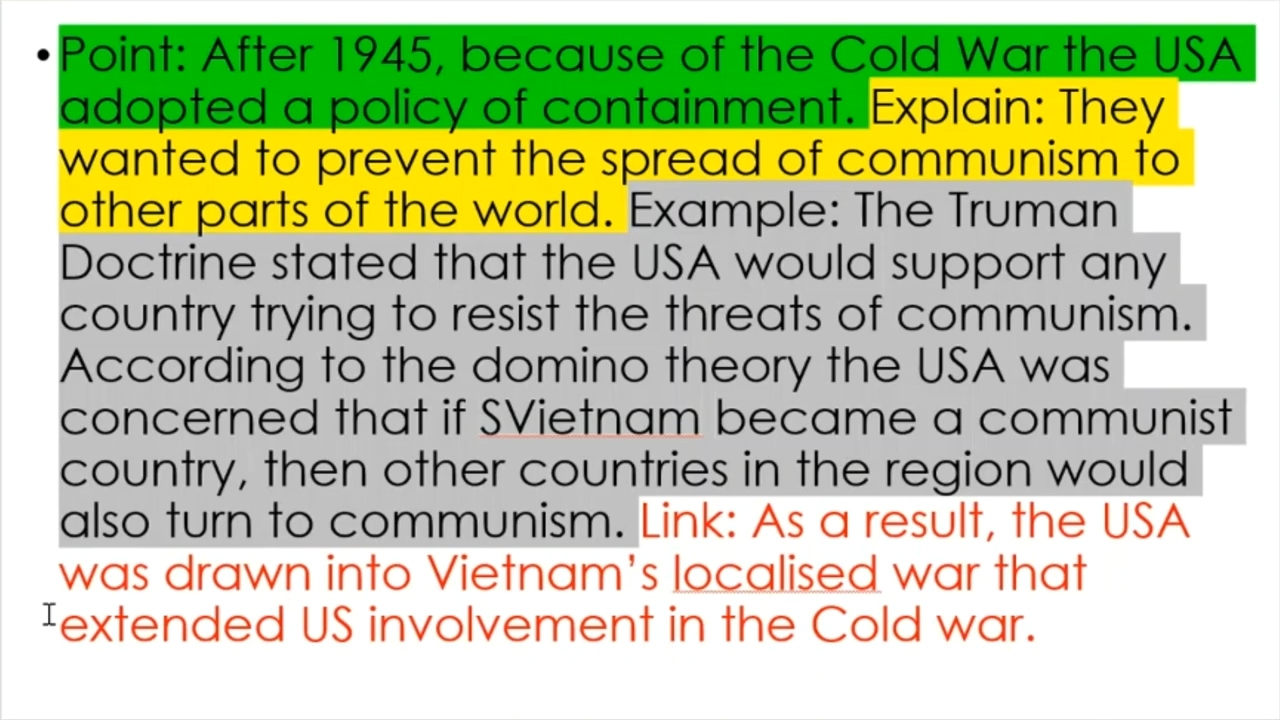 • Point: After 1945, because of the Cold War the USA
adopted a policy of containment. Explain: They
wanted to prevent the spread of communism to
other parts of the world. Example: The Truman
Doctrine stated that the USA would support any
country trying to resist the threats of communism.
According to the domino theory the USA was
concerned that if SVietnam became a communist
country, then other countries in the region would
also turn to communism. Link: As a result, the USA
was drawn into Vietnam’s localised war that
extended US involvement in the Cold war.